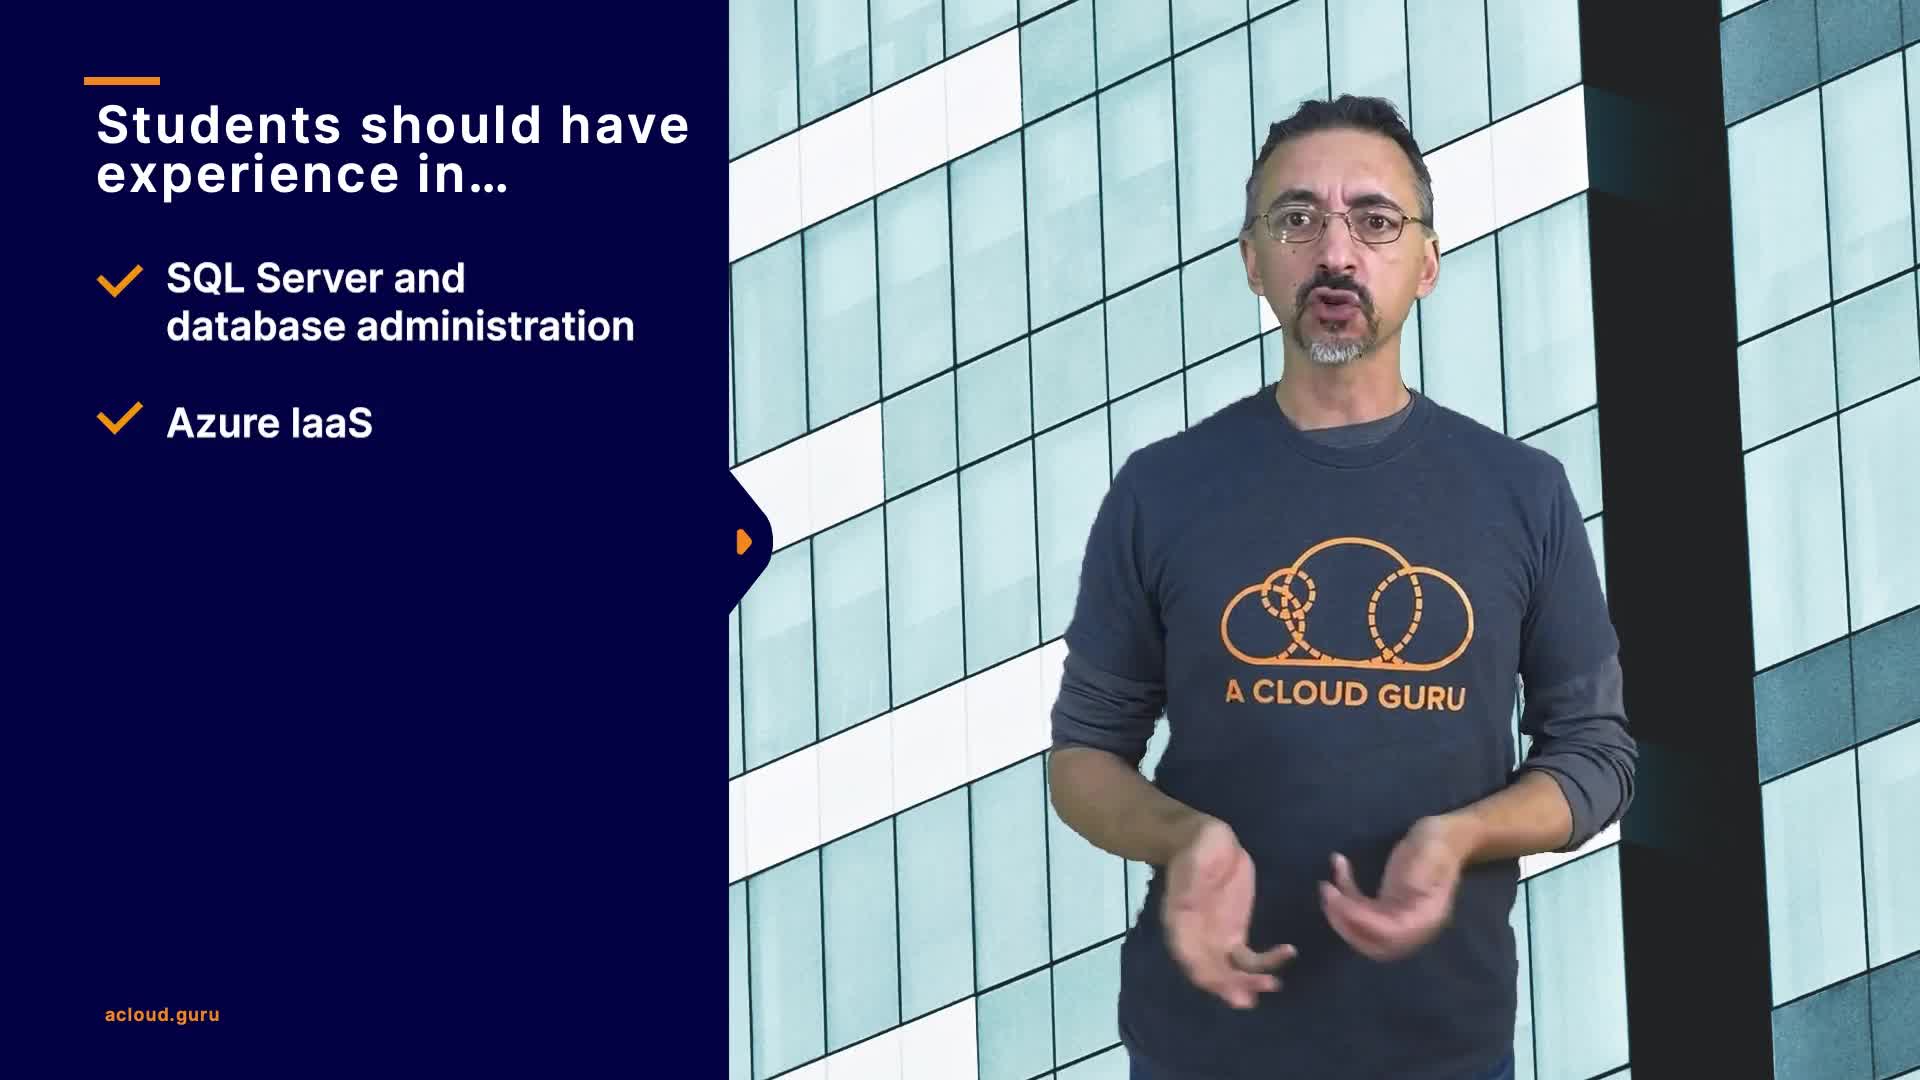 Students should have
experience in...
SQL Server and
database administration
Azure IaaS
A CLOUD GURU
acloud.guru